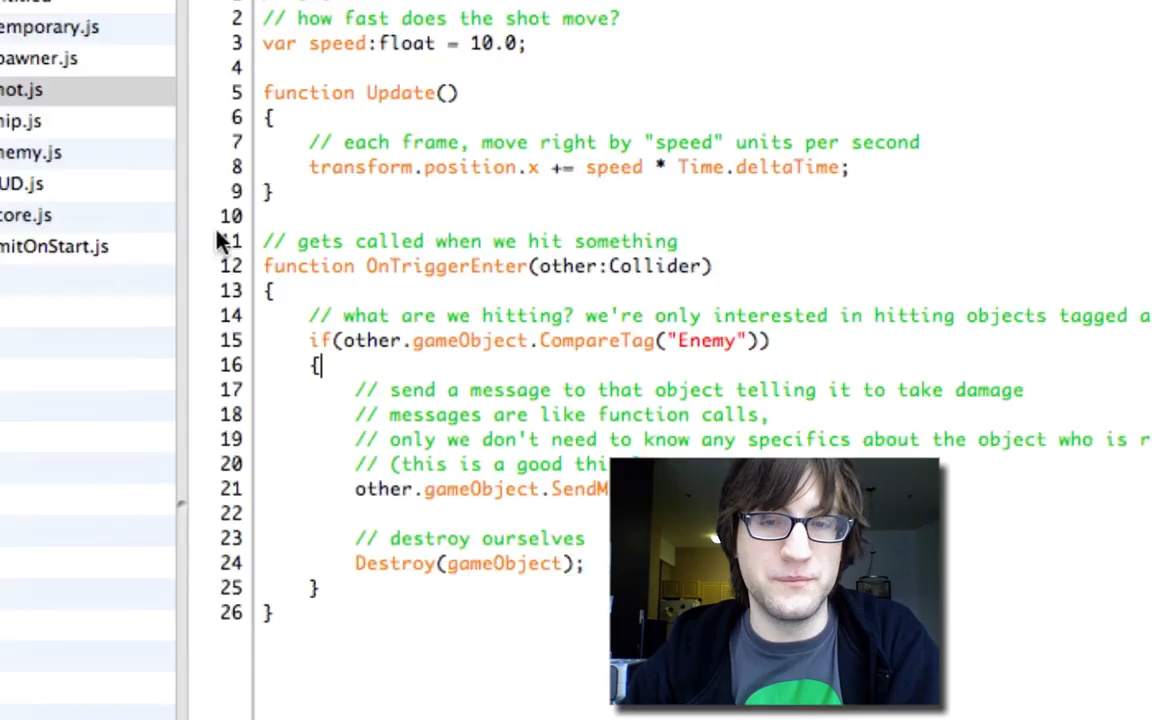 emporary.js
pawner.js
hot.js
hip.js
nemy.js
UD.js
core.js
mitOnStart.js
2 // how fast does the shot move?
3 var speed:float = 10.0;
4
5 function Update()
6 {
7 // each frame, move right by "speed" units per second
8 transform.position.x += speed * Time.deltaTime;
9 }
10
11 // gets called when we hit something
12 function OnTriggerEnter(other:Collider)
13 {
14 // what are we hitting? we're only interested in hitting objects tagged a
15 if(other.gameObject.CompareTag("Enemy"))
16 {
17 // send a message to that object telling it to take damage
18 // messages are like function calls,
19 // only we don't need to know any specifics about the object who is r
20 // (this is a good thi
21 other.gameObject.SendM
22
23 // destroy ourselves
24 Destroy(gameObject);
25 }
26 }